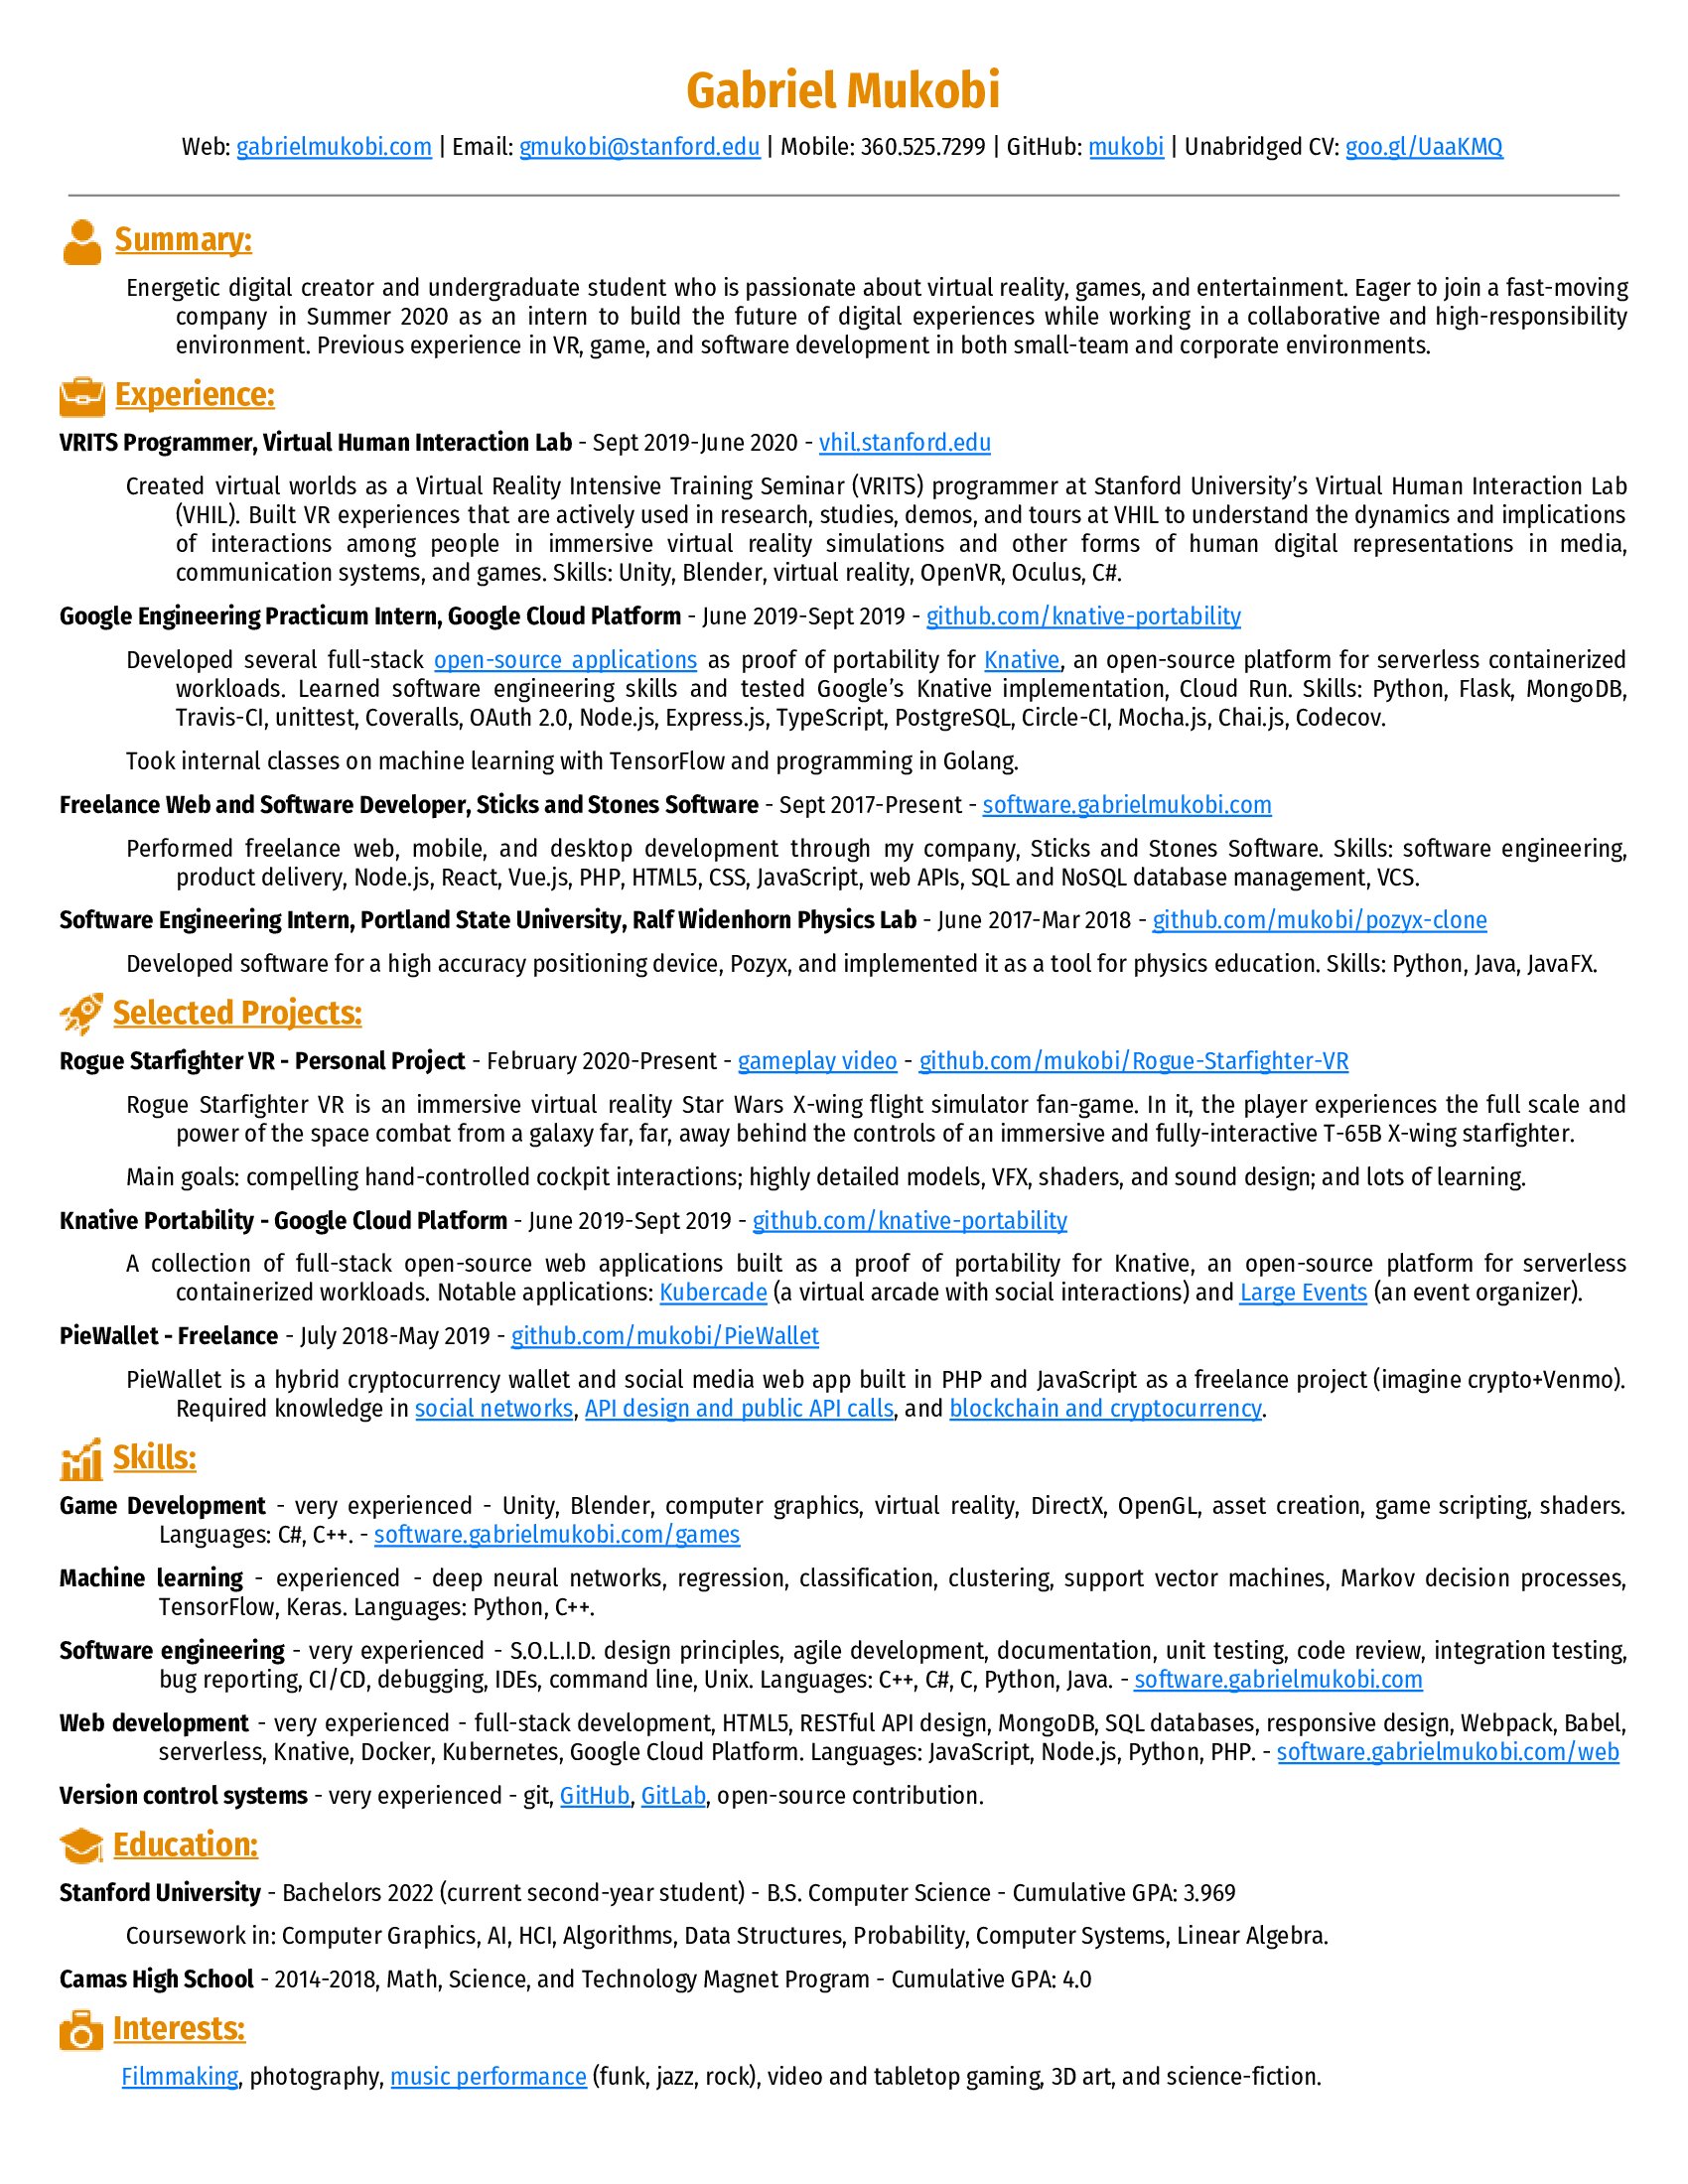 Gabriel Mukobi
Web: gabrielmukobi.com | Email: gmukobi@stanford.edu | Mobile: 360.525.7299 | GitHub: mukobi | Unabridged CV: goo.gl/UaaKMQ
Summary:
Energetic digital creator and undergraduate student who is passionate about virtual reality, games, and entertainment. Eager to join a fast-moving
company in Summer 2020 as an intern to build the future of digital experiences while working in a collaborative and high-responsibility
environment. Previous experience in VR, game, and software development in both small-team and corporate environments.
Experience:
VRITS Programmer, Virtual Human Interaction Lab - Sept 2019-June 2020 - vhil.stanford.edu
Created virtual worlds as a Virtual Reality Intensive Training Seminar (VRITS) programmer at Stanford University’s Virtual Human Interaction Lab
(VHIL). Built VR experiences that are actively used in research, studies, demos, and tours at VHIL to understand the dynamics and implications
of interactions among people in immersive virtual reality simulations and other forms of human digital representations in media,
communication systems, and games. Skills: Unity, Blender, virtual reality, OpenVR, Oculus, C#.
Google Engineering Practicum Intern, Google Cloud Platform - June 2019-Sept 2019 - github.com/knative-portability
Developed several full-stack open-source applications as proof of portability for Knative, an open-source platform for serverless containerized
workloads. Learned software engineering skills and tested Google’s Knative implementation, Cloud Run. Skills: Python, Flask, MongoDB,
Travis-CI, unittest, Coveralls, OAuth 2.0, Node.js, Express.js, TypeScript, PostgreSQL, Circle-CI, Mocha.js, Chai.js, Codecov.
Took internal classes on machine learning with TensorFlow and programming in Golang.
Freelance Web and Software Developer, Sticks and Stones Software - Sept 2017-Present - software.gabrielmukobi.com
Performed freelance web, mobile, and desktop development through my company, Sticks and Stones Software. Skills: software engineering,
product delivery, Node.js, React, Vue.js, PHP, HTML5, CSS, JavaScript, web APIs, SQL and NoSQL database management, VCS.
Software Engineering Intern, Portland State University, Ralf Widenhorn Physics Lab - June 2017-Mar 2018 - github.com/mukobi/pozyx-clone
Developed software for a high accuracy positioning device, Pozyx, and implemented it as a tool for physics education. Skills: Python, Java, JavaFX.
Selected Projects:
Rogue Starfighter VR - Personal Project - February 2020-Present - gameplay video - github.com/mukobi/Rogue-Starfighter-VR
Rogue Starfighter VR is an immersive virtual reality Star Wars X-wing flight simulator fan-game. In it, the player experiences the full scale and
power of the space combat from a galaxy far, far, away behind the controls of an immersive and fully-interactive T-65B X-wing starfighter.
Main goals: compelling hand-controlled cockpit interactions; highly detailed models, VFX, shaders, and sound design; and lots of learning.
Knative Portability - Google Cloud Platform - June 2019-Sept 2019 - github.com/knative-portability
A collection of full-stack open-source web applications built as a proof of portability for Knative, an open-source platform for serverless
containerized workloads. Notable applications: Kubercade (a virtual arcade with social interactions) and Large Events (an event organizer).
PieWallet - Freelance - July 2018-May 2019 - github.com/mukobi/PieWallet
PieWallet is a hybrid cryptocurrency wallet and social media web app built in PHP and JavaScript as a freelance project (imagine crypto+Venmo).
Required knowledge in social networks, API design and public API calls, and blockchain and cryptocurrency.
Skills:
Game Development - very experienced - Unity, Blender, computer graphics, virtual reality, DirectX, OpenGL, asset creation, game scripting, shaders.
Languages: C#, C++. - software.gabrielmukobi.com/games
Machine learning - experienced - deep neural networks, regression, classification, clustering, support vector machines, Markov decision processes,
TensorFlow, Keras. Languages: Python, C++.
Software engineering - very experienced - S.O.L.I.D. design principles, agile development, documentation, unit testing, code review, integration testing,
bug reporting, CI/CD, debugging, IDEs, command line, Unix. Languages: C++, C#, C, Python, Java. - software.gabrielmukobi.com
Web development - very experienced - full-stack development, HTML5, RESTful API design, MongoDB, SQL databases, responsive design, Webpack, Babel,
serverless, Knative, Docker, Kubernetes, Google Cloud Platform. Languages: JavaScript, Node.js, Python, PHP. - software.gabrielmukobi.com/web
Version control systems - very experienced - git, GitHub, GitLab, open-source contribution.
Education:
Stanford University - Bachelors 2022 (current second-year student) - B.S. Computer Science - Cumulative GPA: 3.969
Coursework in: Computer Graphics, AI, HCI, Algorithms, Data Structures, Probability, Computer Systems, Linear Algebra.
Camas High School - 2014-2018, Math, Science, and Technology Magnet Program - Cumulative GPA: 4.0
Interests:
Filmmaking, photography, music performance (funk, jazz, rock), video and tabletop gaming, 3D art, and science-fiction.